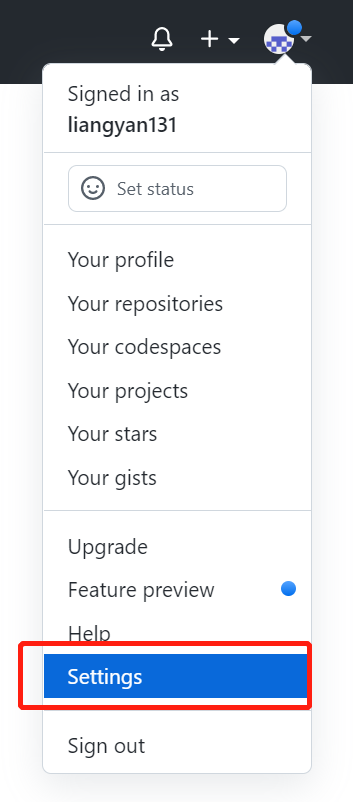 Signed in as
liangyan131
Set status
Your profile
Your repositories
Your codespaces
Your projects
Your stars
Your gists
Upgrade
Feature preview
Help
Settings
Sign out